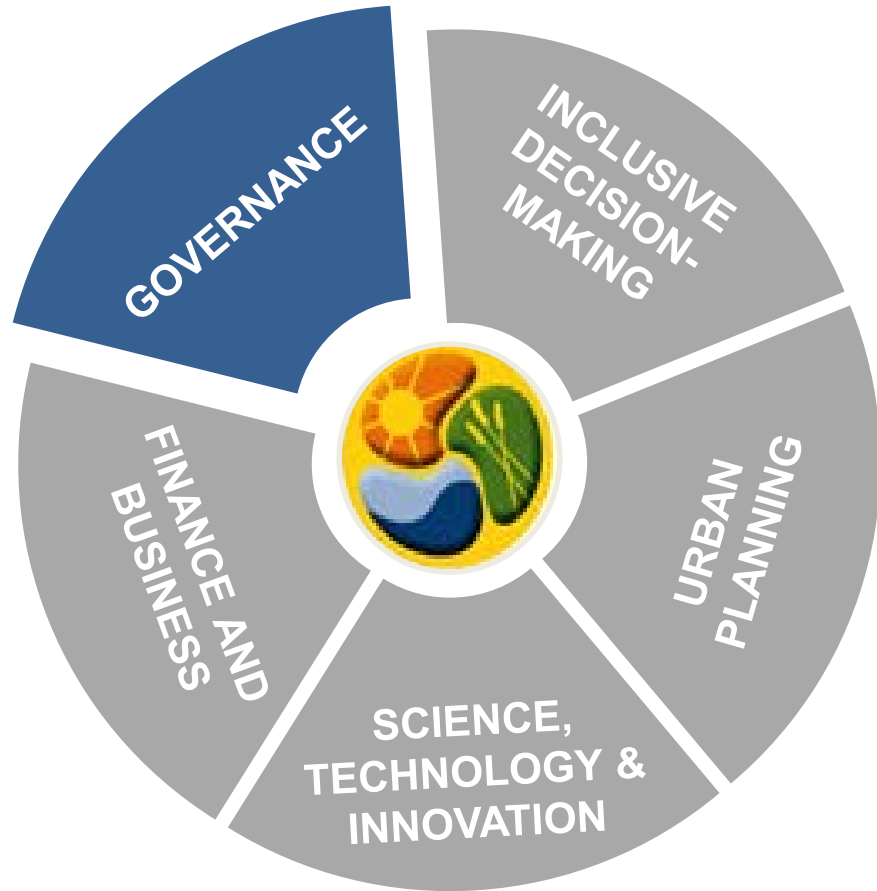 GOVERNANCE
INCLUSIVE
DECISION-
MAKING
URBAN
PLANNING
SCIENCE,
TECHNOLOGY &
INNOVATION
FINANCE AND
BUSINESS